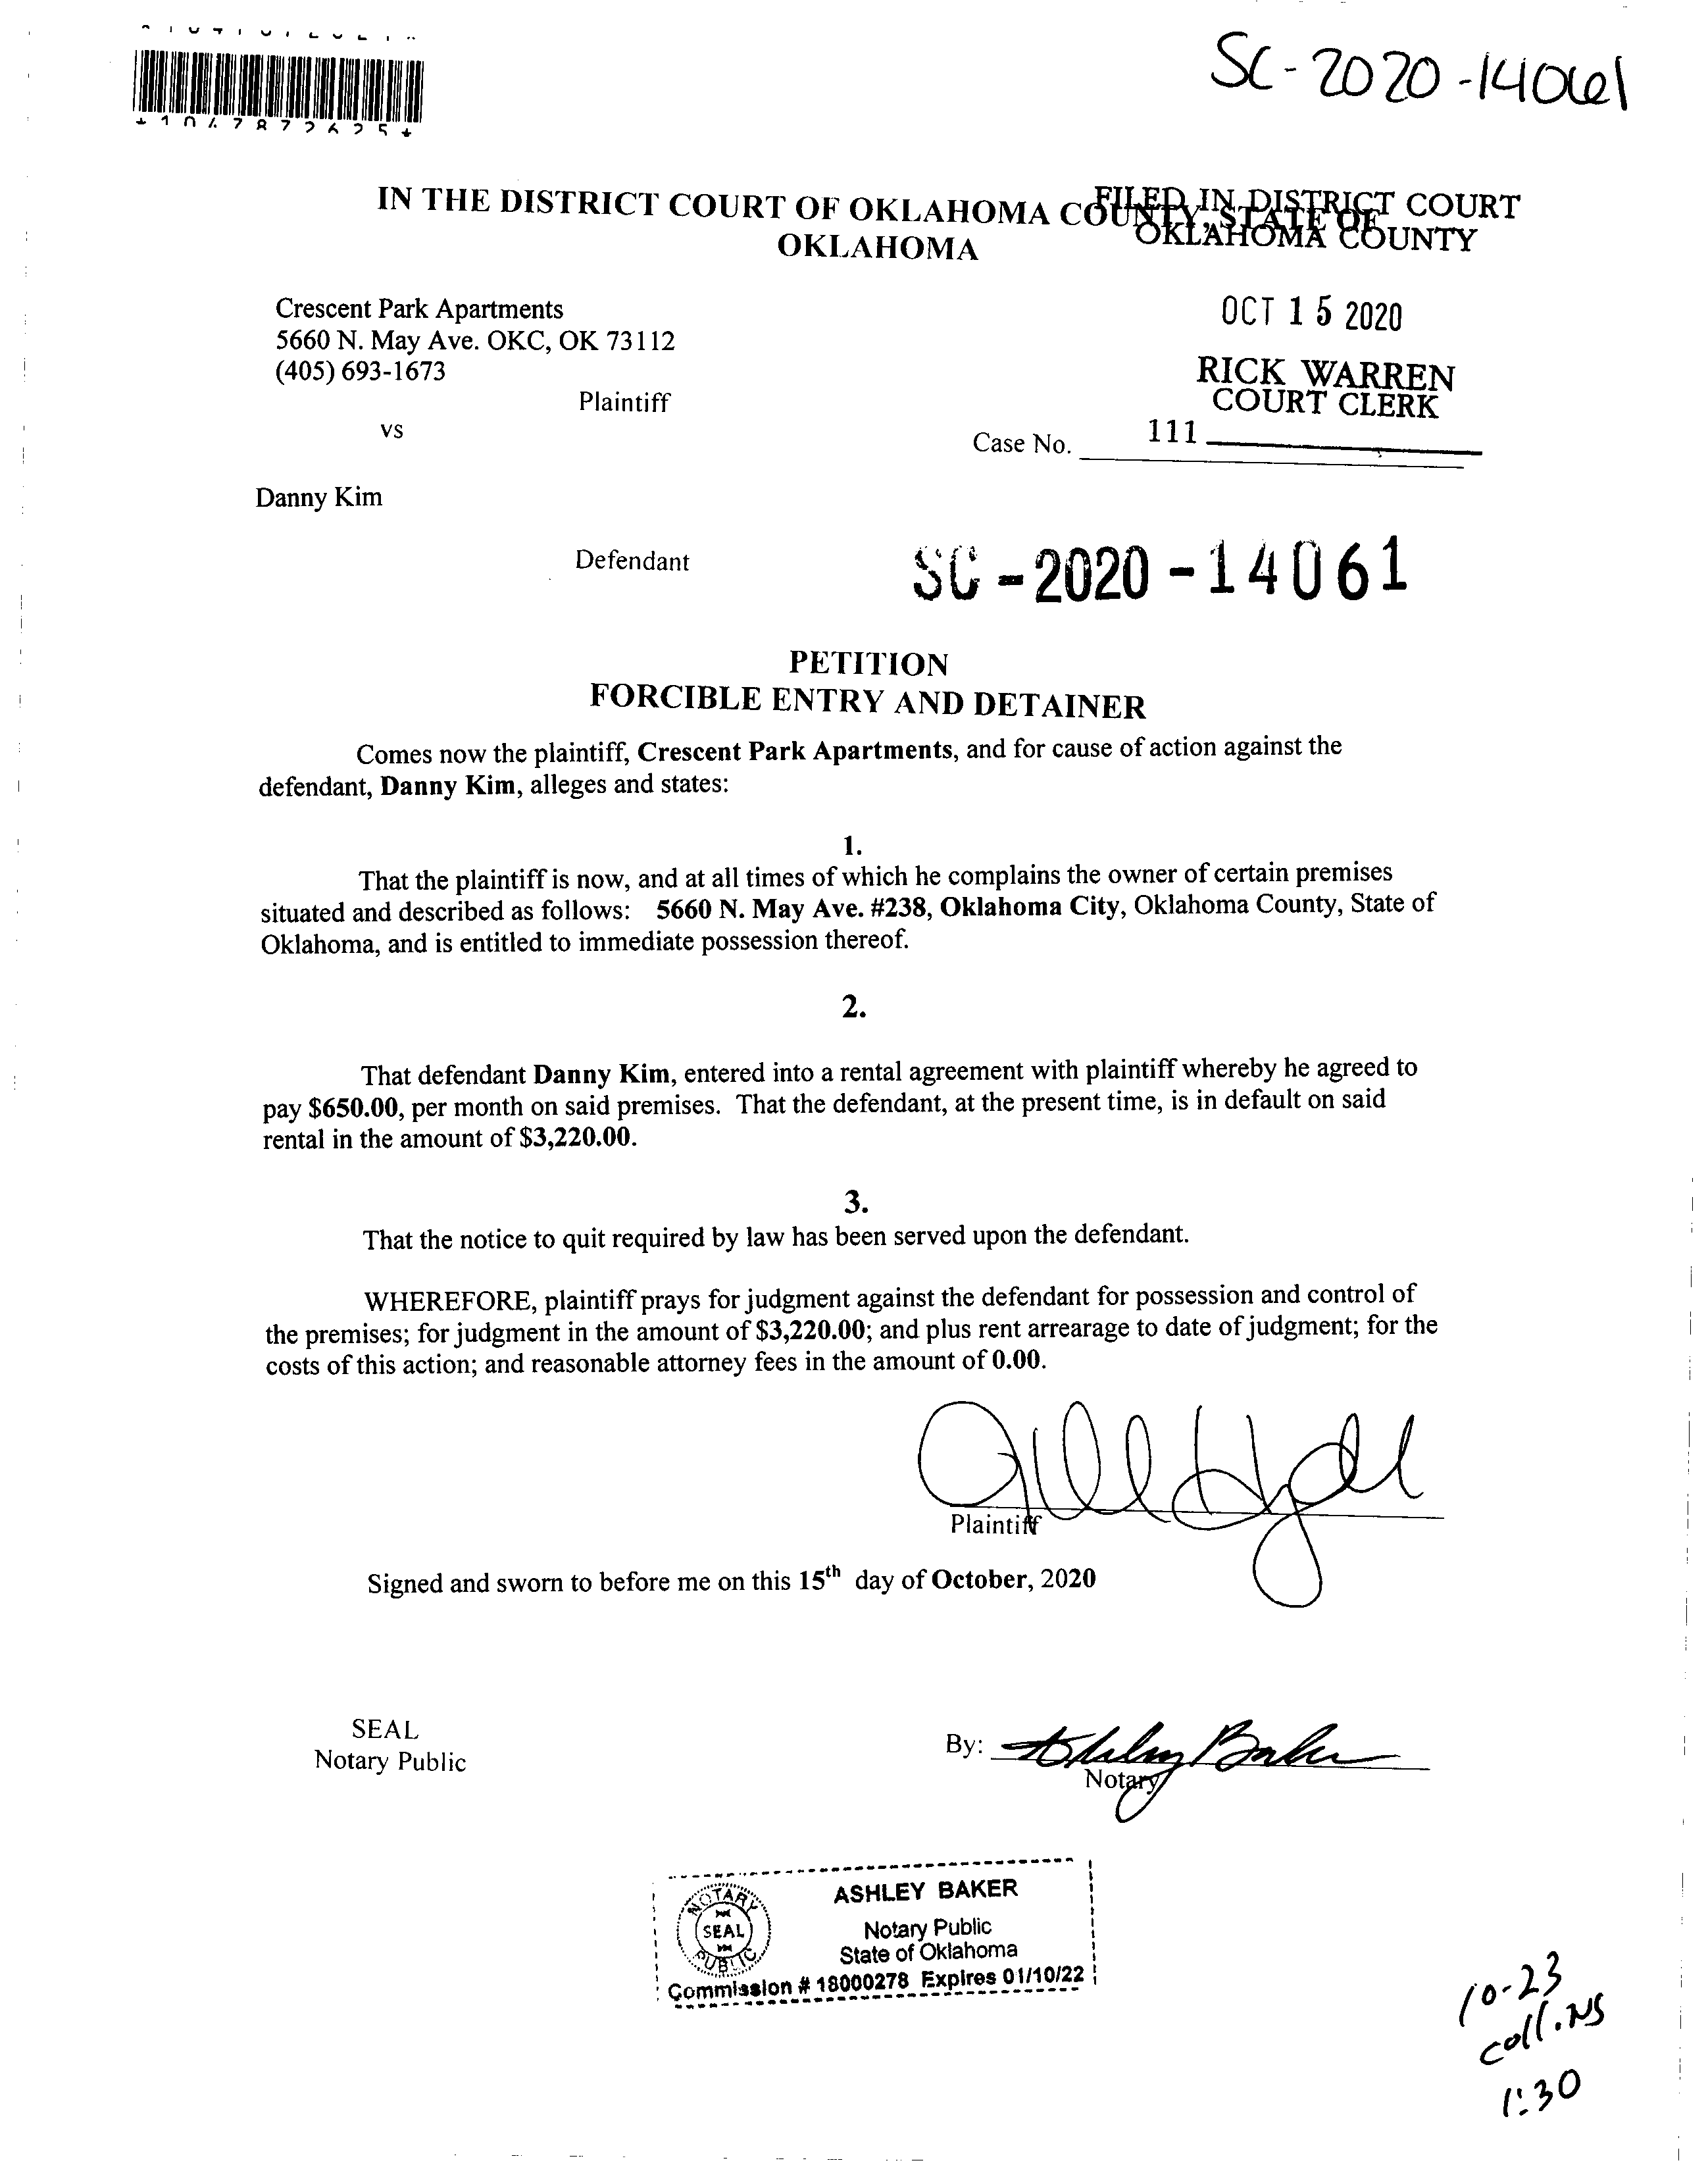 SC-2020-14061
IN THE DISTRICT COURT OF OKLAHOMA COUNTY, STATE OF
OKLAHOMA
FILED IN DISTRICT COURT
OKLAHOMA COUNTY
OCT 15 2020
RICK WARREN
COURT CLERK
111
Crescent Park Apartments
5660 N. May Ave. OKC, OK 73112
(405) 693-1673
Plaintiff
vs
Case No.
Danny Kim
Defendant
SC-2020-14061
PETITION
FORCIBLE ENTRY AND DETAINER
Comes now the plaintiff, Crescent Park Apartments, and for cause of action against the
defendant, Danny Kim, alleges and states:
1.
That the plaintiff is now, and at all times of which he complains the owner of certain premises
situated and described as follows: 5660 N. May Ave. #238, Oklahoma City, Oklahoma County, State of
Oklahoma, and is entitled to immediate possession thereof.
2.
That defendant Danny Kim, entered into a rental agreement with plaintiff whereby he agreed to
pay $650.00, per month on said premises. That the defendant, at the present time, is in default on said
rental in the amount of $3,220.00.
3.
That the notice to quit required by law has been served upon the defendant.
WHEREFORE, plaintiff prays for judgment against the defendant for possession and control of
the premises; for judgment in the amount of $3,220.00; and plus rent arrearage to date of judgment; for the
costs of this action; and reasonable attorney fees in the amount of 0.00.
Plaintiff
Signed and sworn to before me on this 15th day of October, 2020
SEAL
Notary Public
By: Ashley Baker
Notary
NOTARY
SEAL
PUBLIC
ASHLEY BAKER
Notary Public
State of Oklahoma
Commission # 18000278 Expires 01/10/22
10-23
1:30